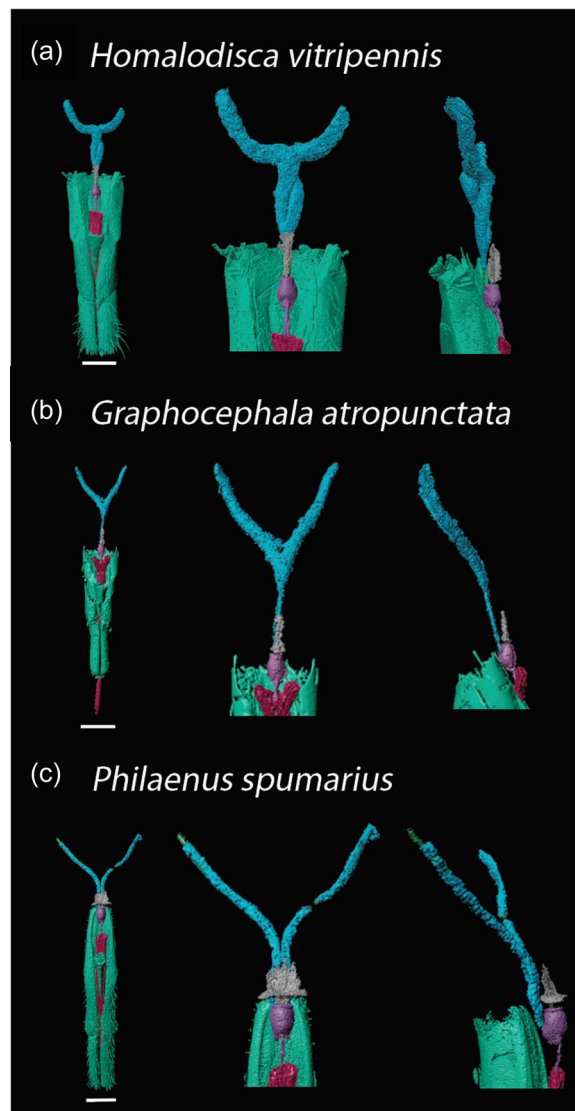 (a) Homalodisca vitripennis
(b) Graphocephala atropunctata
(c) Philaenus spumarius